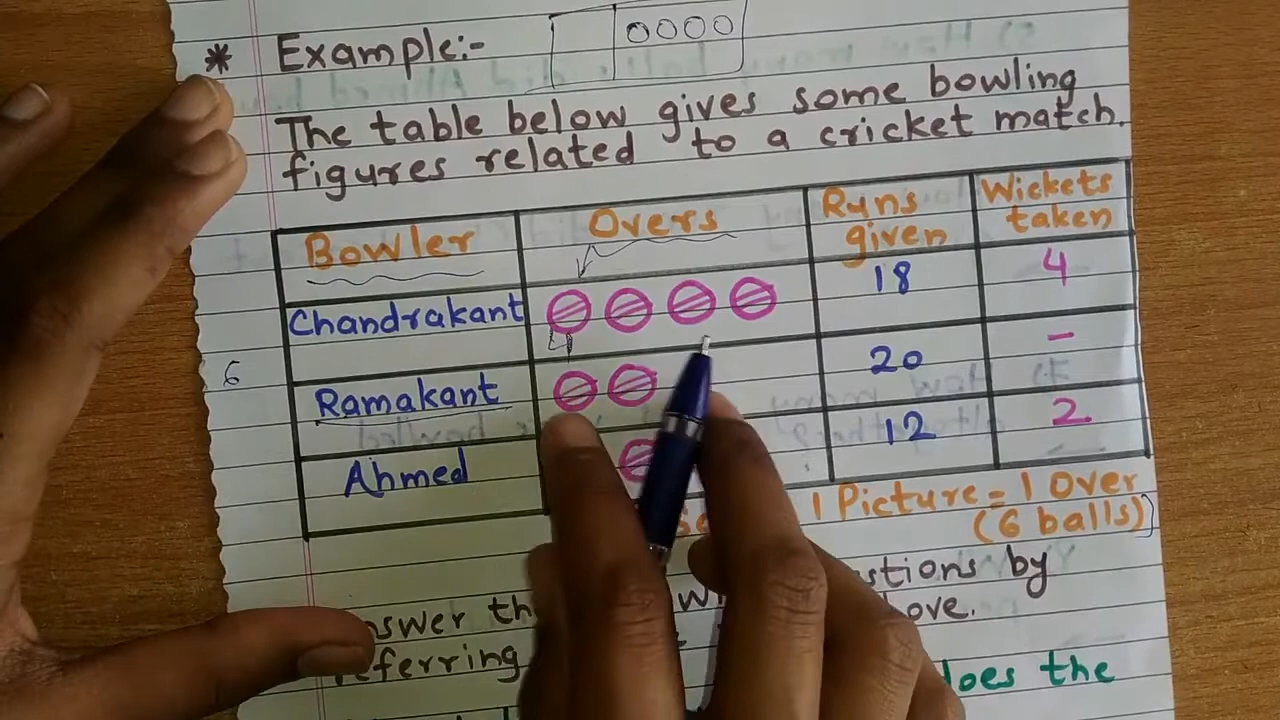 * Example:-
The table below gives some bowling
figures related to a cricket match.
Bowler Overs Runs given Wickets taken
Chandrakant 18 4
6
Ramakant 20 -
Ahmed 12 2
1 Picture = 1 Over
(6 balls)
by
does the